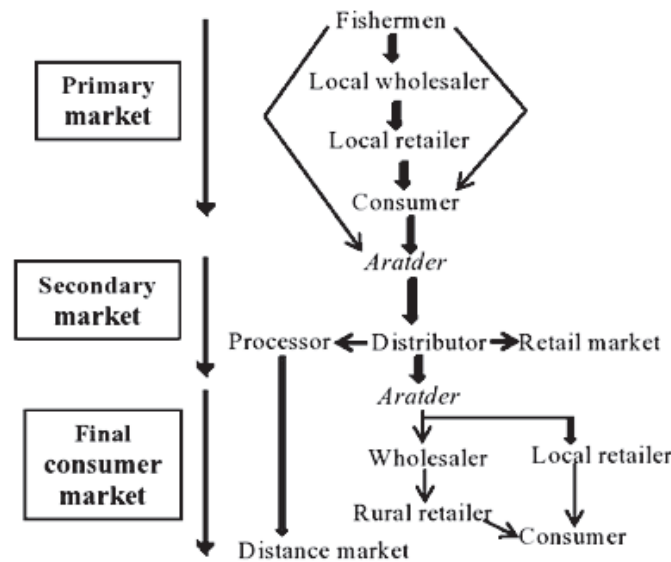 Fishermen
Primary
market
Local wholesaler
Local retailer
Consumer
Aratder
Secondary
market
Processor
Distributor
Retail market
Aratder
Final
consumer
market
Wholesaler
Local retailer
Rural retailer
Consumer
Distance market